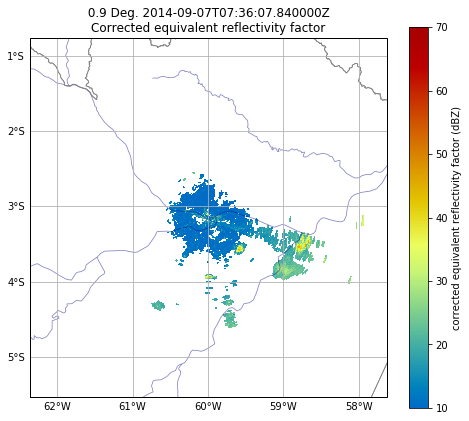 0.9 Deg. 2014-09-07T07:36:07.840000Z
Corrected equivalent reflectivity factor
1°S
2°S
3°S
4°S
5°S
62°W 61°W 60°W 59°W 58°W
70
60
50
40
30
20
10
corrected equivalent reflectivity factor (dBZ)